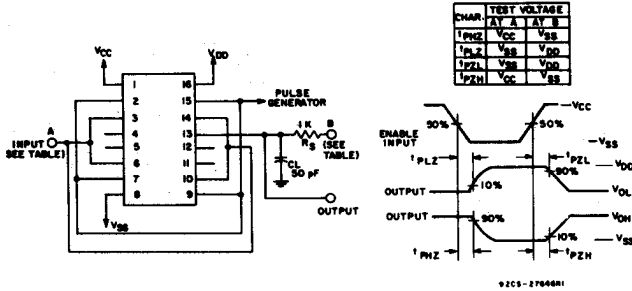 CHAR. TEST VOLTAGE
AT A AT B
tPHZ VCC VSS
tPLZ VSS VDD
tPZL VSS VDD
tPZH VCC VSS
VCC
VDD
1 16
2 15
PULSE GENERATOR
3 14
4 13
5 12
6 11
7 10
8 9
A
INPUT
(SEE TABLE)
1K
RS
B
(SEE TABLE)
CL
50 pF
OUTPUT
VSS
VCC
90% 50%
ENABLE INPUT
VSS
tPLZ tPZL
VDD
90%
10%
OUTPUT VOL
OUTPUT VOH
90%
10%
VSS
tPHZ tPZH
92CS-27646R1